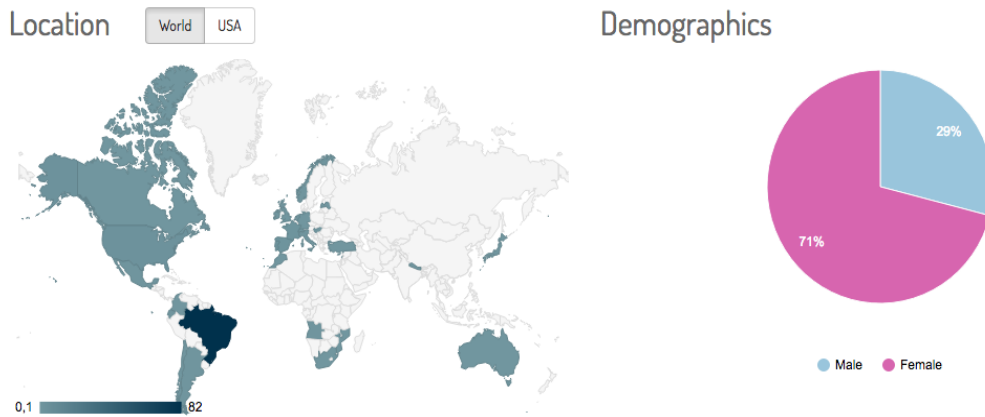 Location World USA
Demographics
29%
71%
Male Female
0,1 82